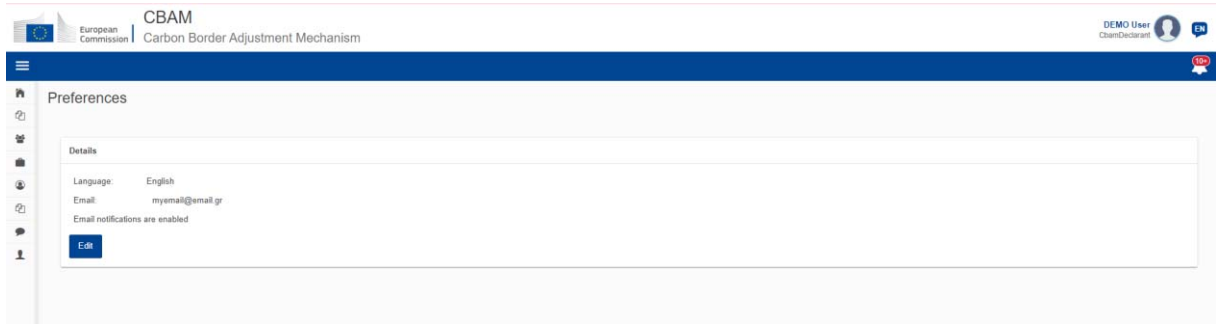 European
Commission
CBAM
Carbon Border Adjustment Mechanism
DEMO User
CbamDeclarant
EN
10+
Preferences
Details
Language: English
Email: myemail@email.gr
Email notifications are enabled
Edit